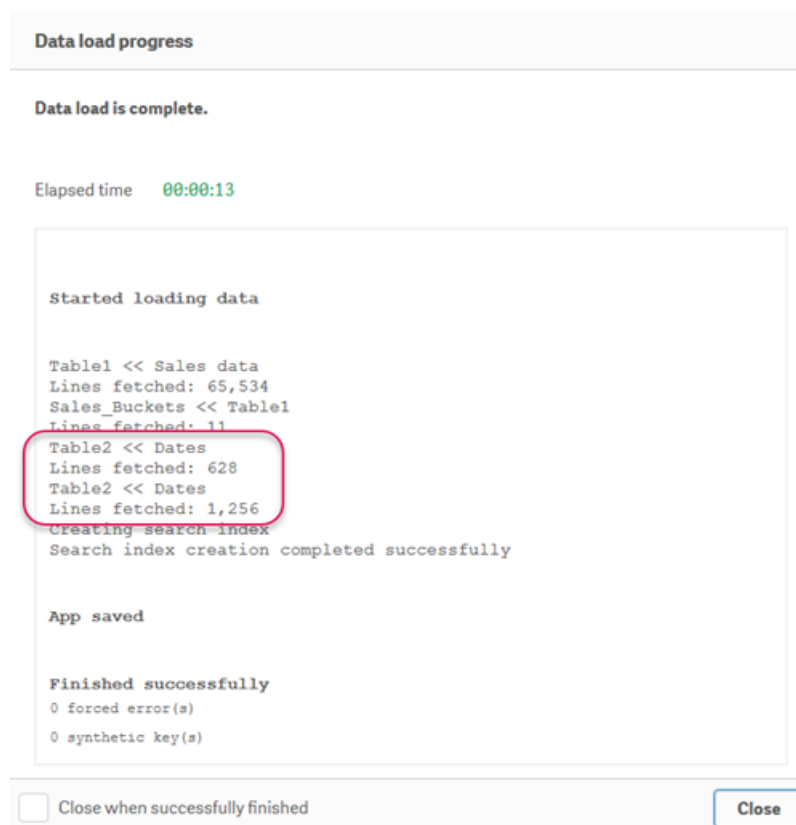 Data load progress
Data load is complete.
Elapsed time 00:00:13
Started loading data
Table1 << Sales data
Lines fetched: 65,534
Sales_Buckets << Table1
Lines fetched: 11
Table2 << Dates
Lines fetched: 628
Table2 << Dates
Lines fetched: 1,256
Creating search index
Search index creation completed successfully
App saved
Finished successfully
0 forced error(s)
0 synthetic key(s)
Close when successfully finished
Close